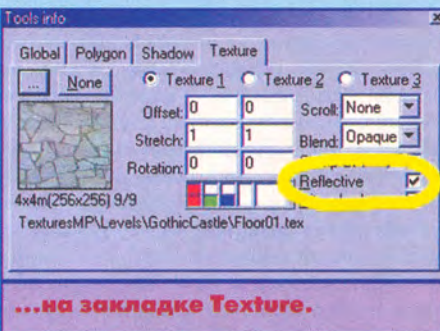 Tools info
Global Polygon Shadow Texture
... None Texture 1 Texture 2 Texture 3
Offset: 0 0 Scroll: None
Stretch: 1 1 Blend: Opaque
Rotation: 0 0
Reflective
4x4m(256x256) 9/9
TexturesMP\Levels\GothicCastle\Floor01.tex
...на закладке Texture.